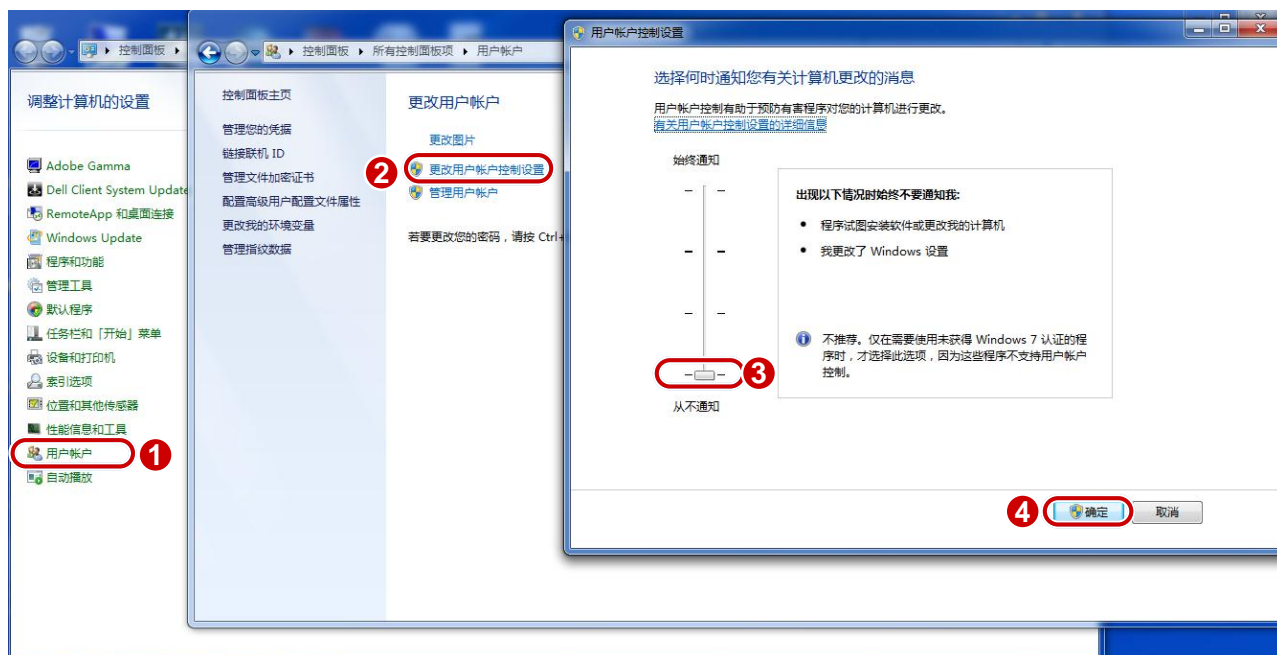 控制面板
调整计算机的设置
Adobe Gamma
Dell Client System Update
RemoteApp 和桌面连接
Windows Update
程序和功能
管理工具
默认程序
任务栏和「开始」菜单
设备和打印机
索引选项
位置和其他传感器
性能信息和工具
用户帐户
1
自动播放
控制面板 所有控制面板项 用户帐户
控制面板主页
管理您的凭据
链接联机 ID
管理文件加密证书
配置高级用户配置文件属性
更改我的环境变量
管理指纹数据
更改用户帐户
更改图片
2
更改用户帐户控制设置
管理用户帐户
若要更改您的密码，请按 Ctrl+
用户帐户控制设置
选择何时通知您有关计算机更改的消息
用户帐户控制有助于预防有害程序对您的计算机进行更改。
有关用户帐户控制设置的详细信息
始终通知
出现以下情况时始终不要通知我:
• 程序试图安装软件或更改我的计算机
• 我更改了 Windows 设置
不推荐。仅在需要使用未获得 Windows 7 认证的程
序时，才选择此选项，因为这些程序不支持用户帐户
控制。
3
从不通知
4
确定
取消